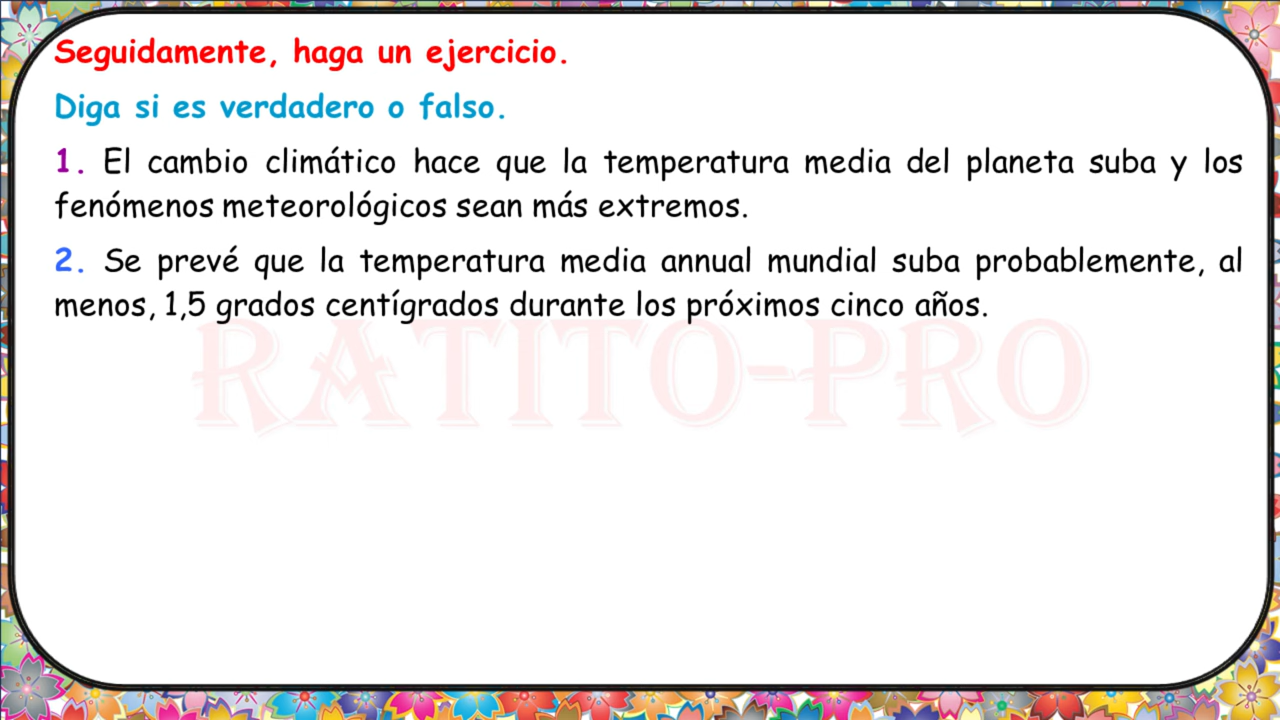 Seguidamente, haga un ejercicio.
Diga si es verdadero o falso.
1. El cambio climático hace que la temperatura media del planeta suba y los
fenómenos meteorológicos sean más extremos.
2. Se prevé que la temperatura media annual mundial suba probablemente, al
menos, 1,5 grados centígrados durante los próximos cinco años.
RATITO-PRO